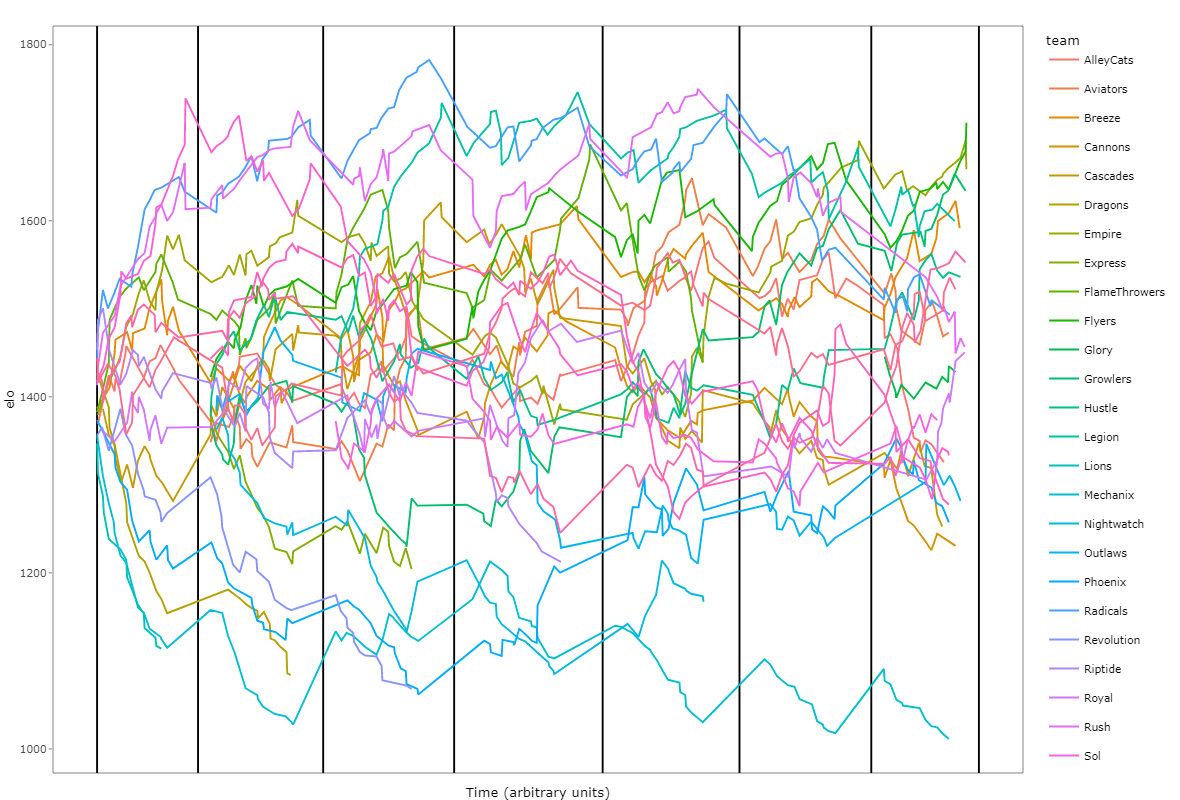 team
1800
1600
1400
1200
1000
elo
Time (arbitrary units)
AlleyCats
Aviators
Breeze
Cannons
Cascades
Dragons
Empire
Express
FlameThrowers
Flyers
Glory
Growlers
Hustle
Legion
Lions
Mechanix
Nightwatch
Outlaws
Phoenix
Radicals
Revolution
Riptide
Royal
Rush
Sol